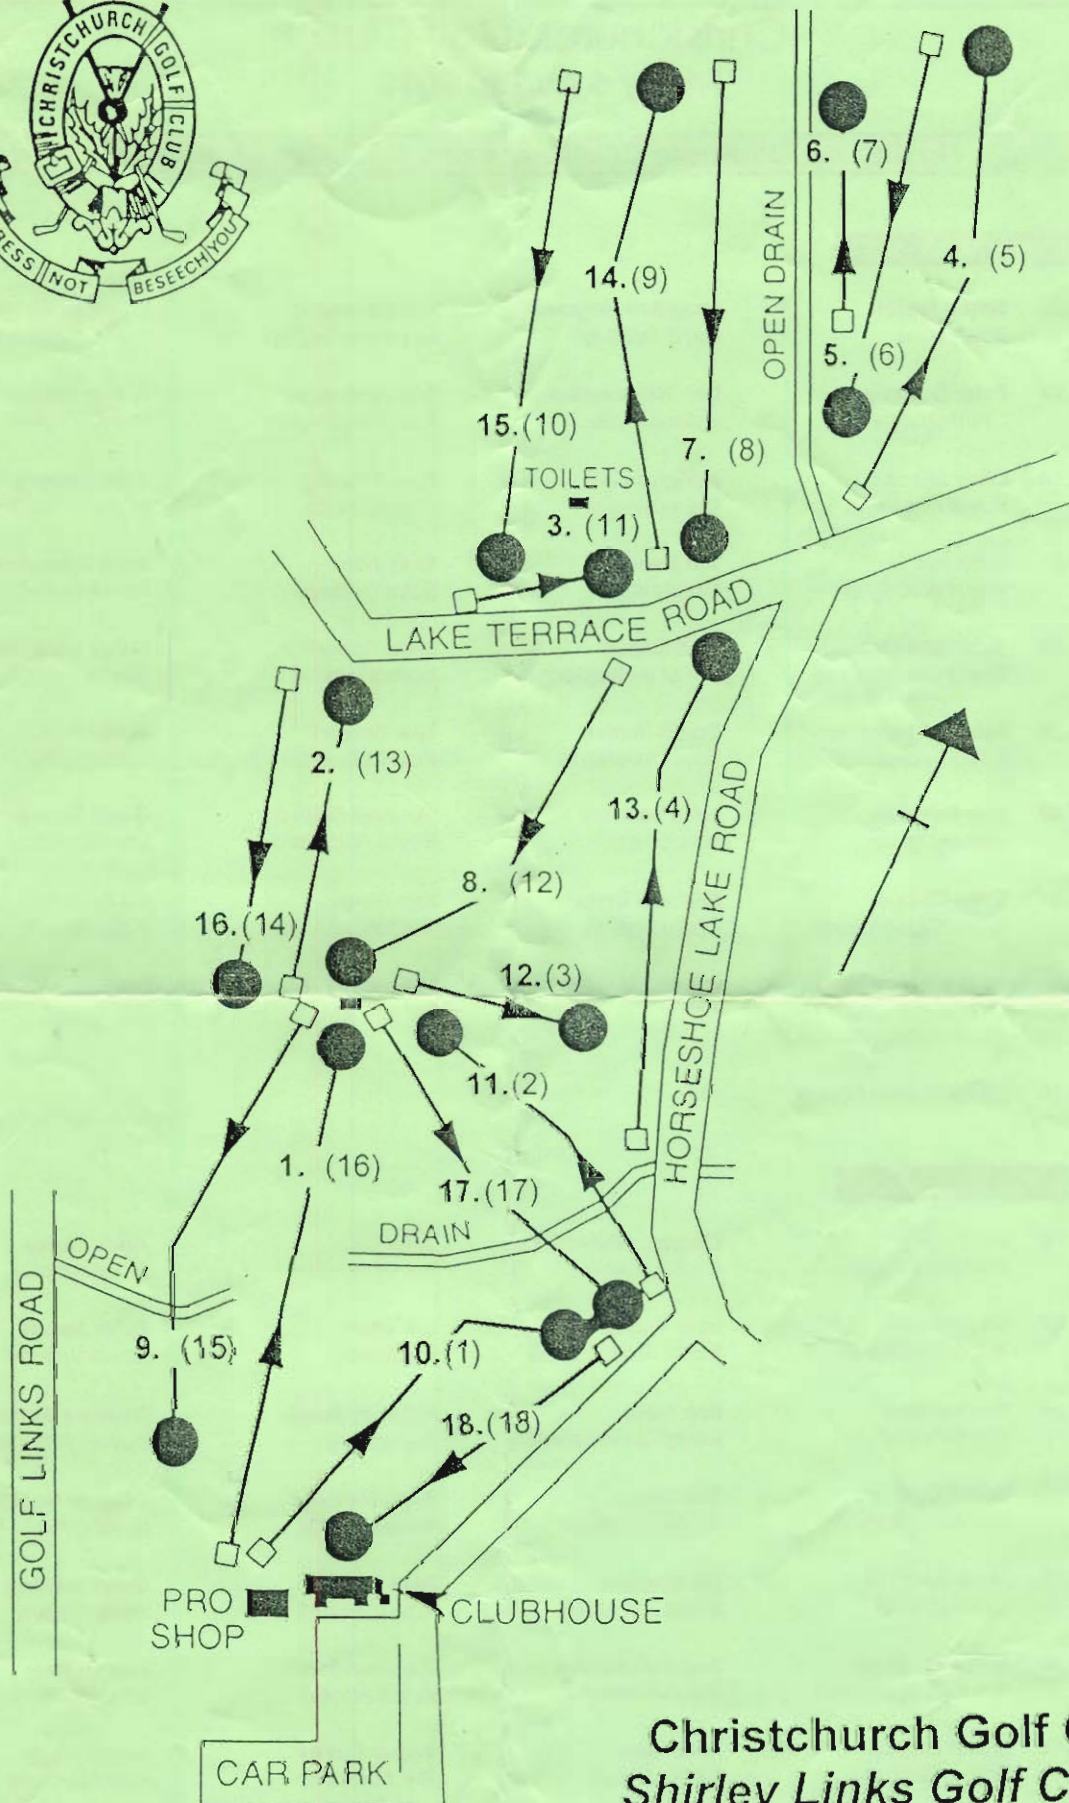 CHRISTCHURCH GOLF CLUB
NOT
BESEECH YOU
6. (7)
4. (5)
14.(9)
OPEN DRAIN
5. (6)
15.(10)
7. (8)
TOILETS
3. (11)
LAKE TERRACE ROAD
2. (13)
13.(4)
8. (12)
16.(14)
12.(3)
HORSESHOE LAKE ROAD
11.(2)
1. (16)
17.(17)
DRAIN
OPEN
GOLF LINKS ROAD
9. (15)
10.(1)
18.(18)
PRO
SHOP
CLUBHOUSE
CAR PARK
Christchurch Golf
Shirley Links Golf